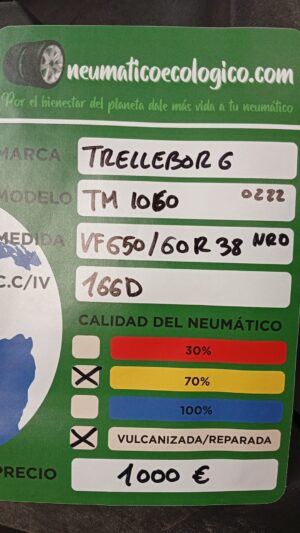 neumaticoecologico.com
Por el bienestar del planeta dale más vida a tu neumático
MARCA TRELLEBORG
MODELO TM 1060 0222
MEDIDA VF650/60R38 NRO
C.C/IV 166D
CALIDAD DEL NEUMÁTICO
30%
X 70%
100%
X VULCANIZADA/REPARADA
PRECIO 1000 €